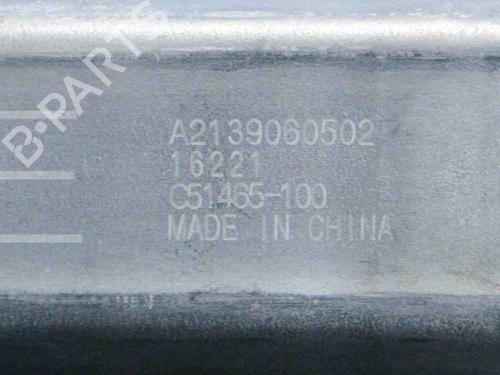 B-PARTS
A2139060502
16221
C51465-100
MADE IN CHINA